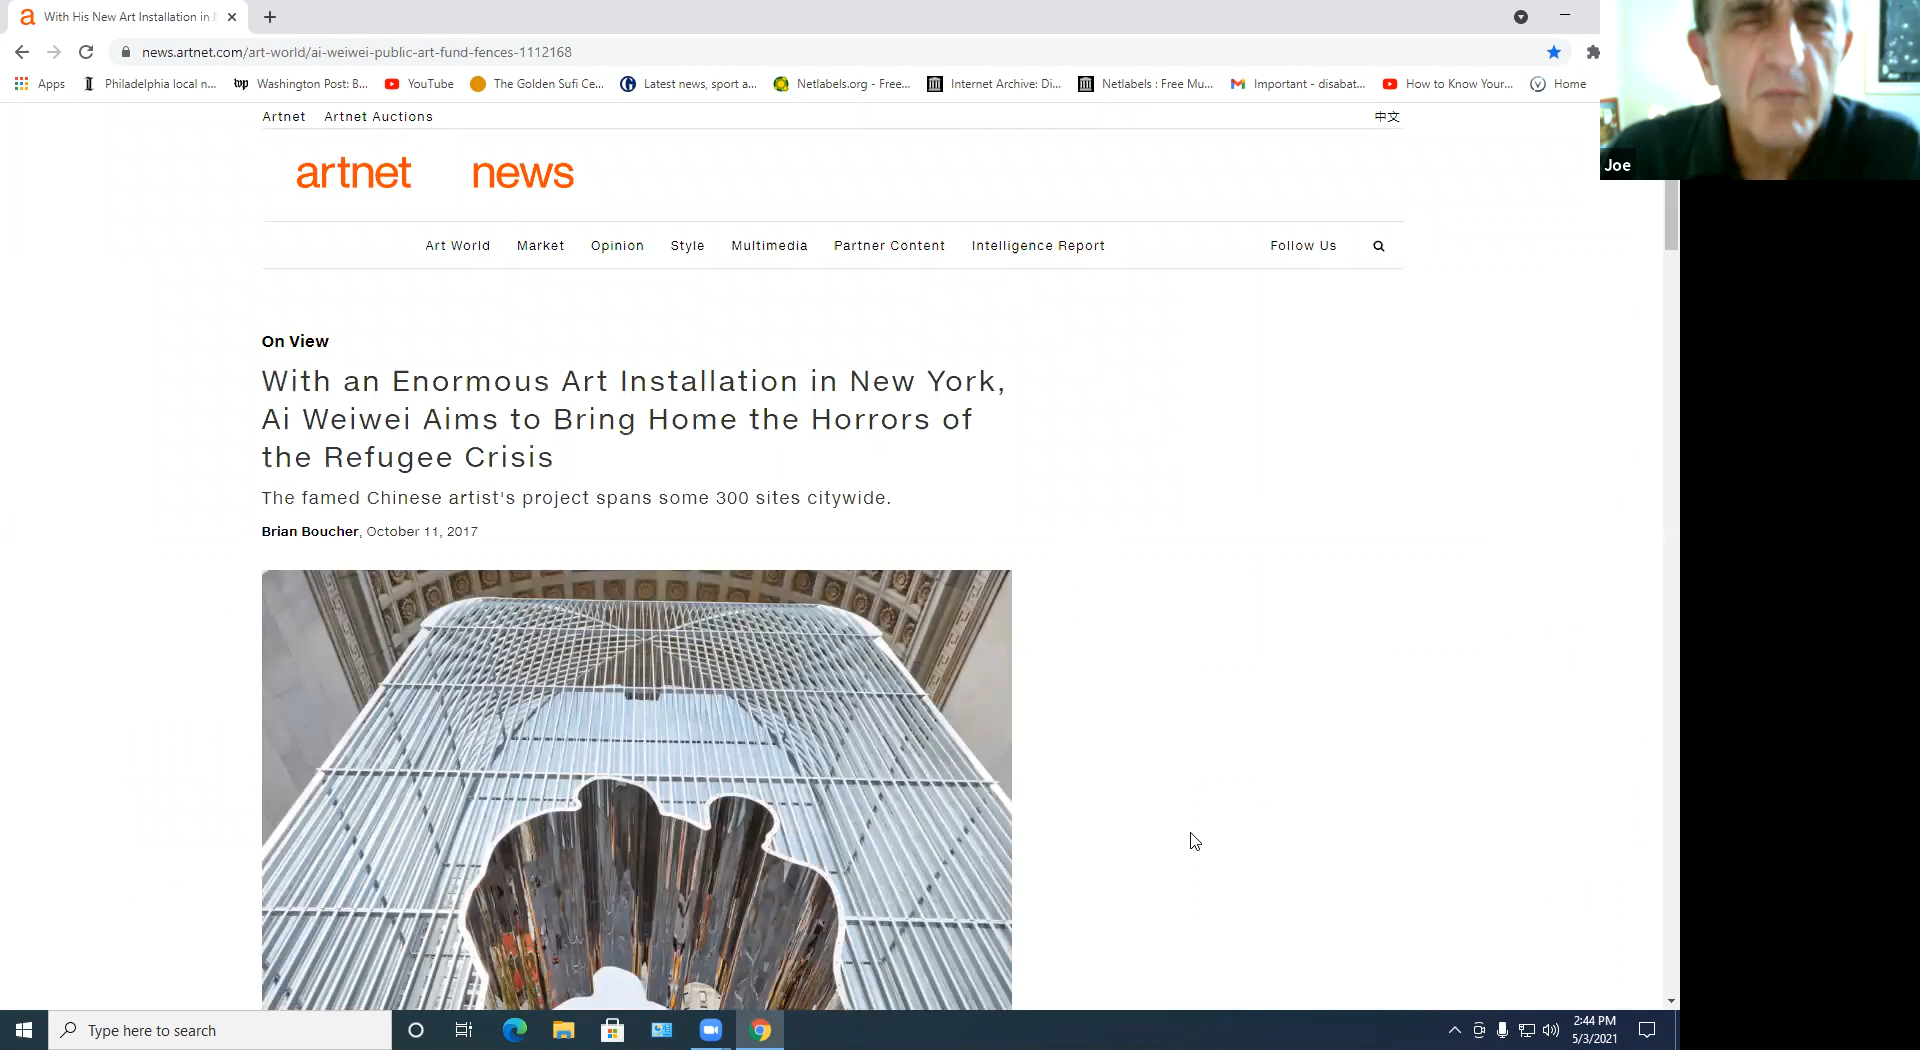 With His New Art Installation in
news.artnet.com/art-world/ai-weiwei-public-art-fund-fences-1112168
Apps Philadelphia local n... wp Washington Post: B... YouTube The Golden Sufi Ce... Latest news, sport a... Netlabels.org - Free... Internet Archive: Di... Netlabels : Free Mu... Important - disabat... How to Know Your... Home
Joe
Artnet Artnet Auctions 中文
artnet news
Art World Market Opinion Style Multimedia Partner Content Intelligence Report Follow Us
On View
With an Enormous Art Installation in New York,
Ai Weiwei Aims to Bring Home the Horrors of
the Refugee Crisis
The famed Chinese artist's project spans some 300 sites citywide.
Brian Boucher, October 11, 2017
Type here to search
2:44 PM
5/3/2021